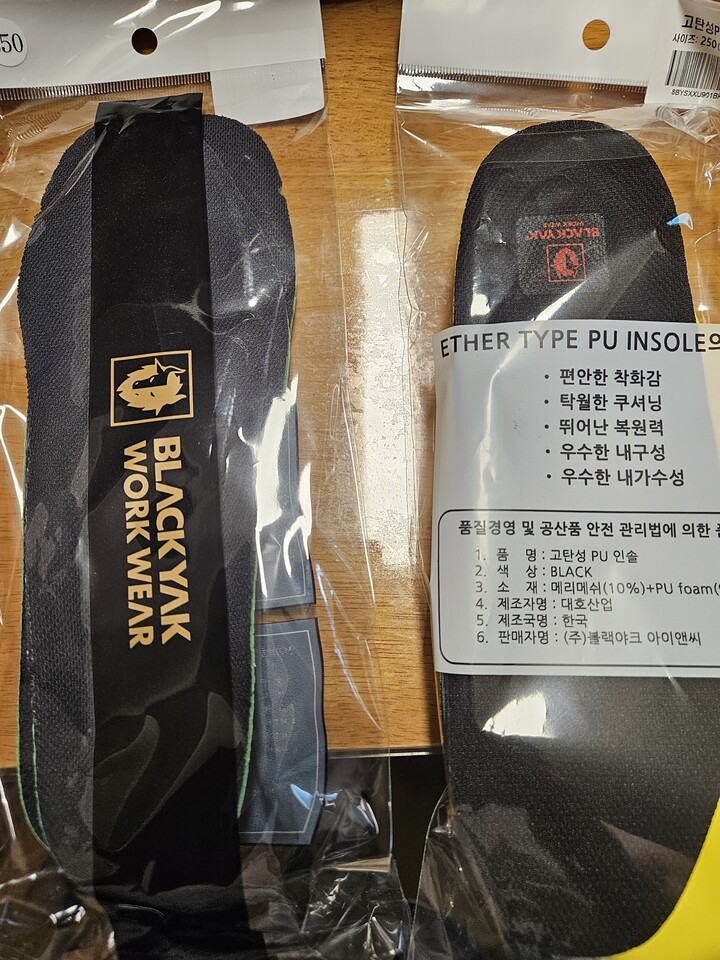 50
BLACK YAK
WORK WEAR
고탄성P
사이즈: 250
8BYSXXU901BK
BLACK YAK
WORK WEAR
ETHER TYPE PU INSOLE의
· 편안한 착화감
· 탁월한 쿠셔닝
· 뛰어난 복원력
· 우수한 내구성
· 우수한 내가수성
품질경영 및 공산품 안전 관리법에 의한
1. 품 명 : 고탄성 PU 인솔
2. 색 상 : BLACK
3. 소 재 : 메리메쉬(10%)+PU foam(
4. 제조자명 : 대호산업
5. 제조국명 : 한국
6. 판매자명 : (주)블랙야크 아이앤씨